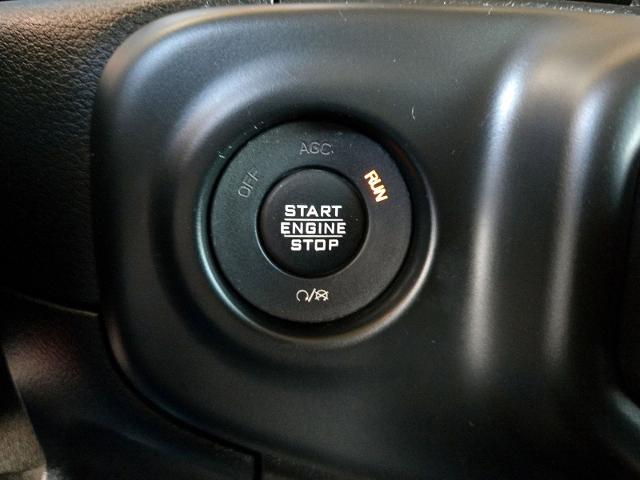 OFF
ACC
RUN
START
ENGINE
STOP